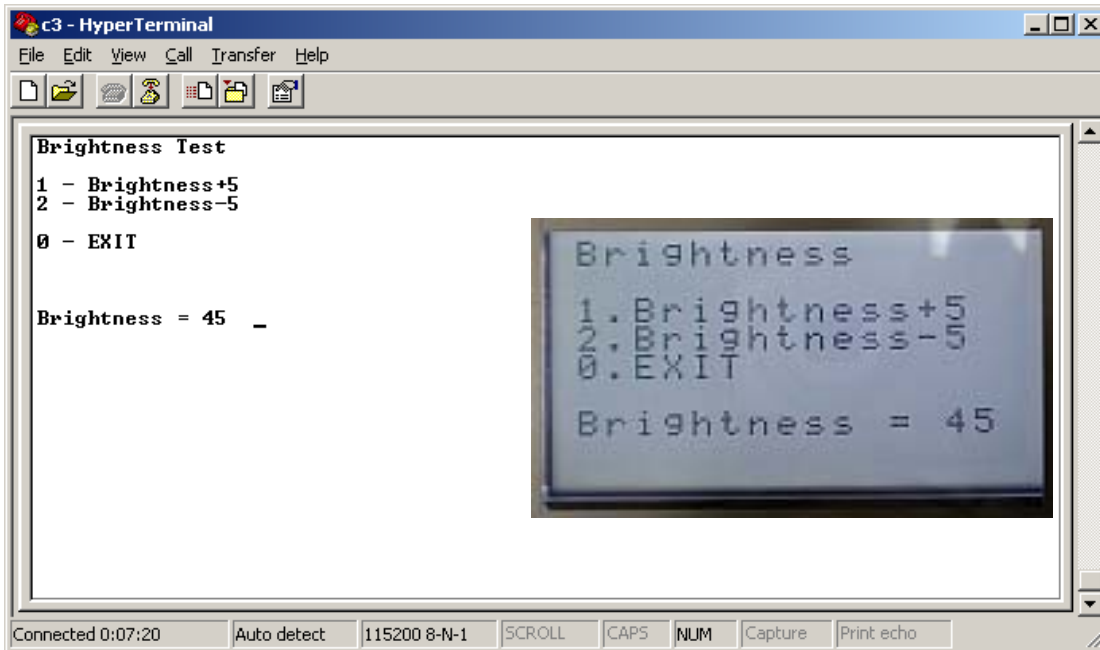 c3 - HyperTerminal
File Edit View Call Transfer Help
Brightness Test
1 - Brightness+5
2 - Brightness-5
0 - EXIT
Brightness = 45 _
Brightness
1.Brightness+5
2.Brightness-5
0.EXIT
Brightness = 45
Connected 0:07:20 Auto detect 115200 8-N-1 SCROLL CAPS NUM Capture Print echo